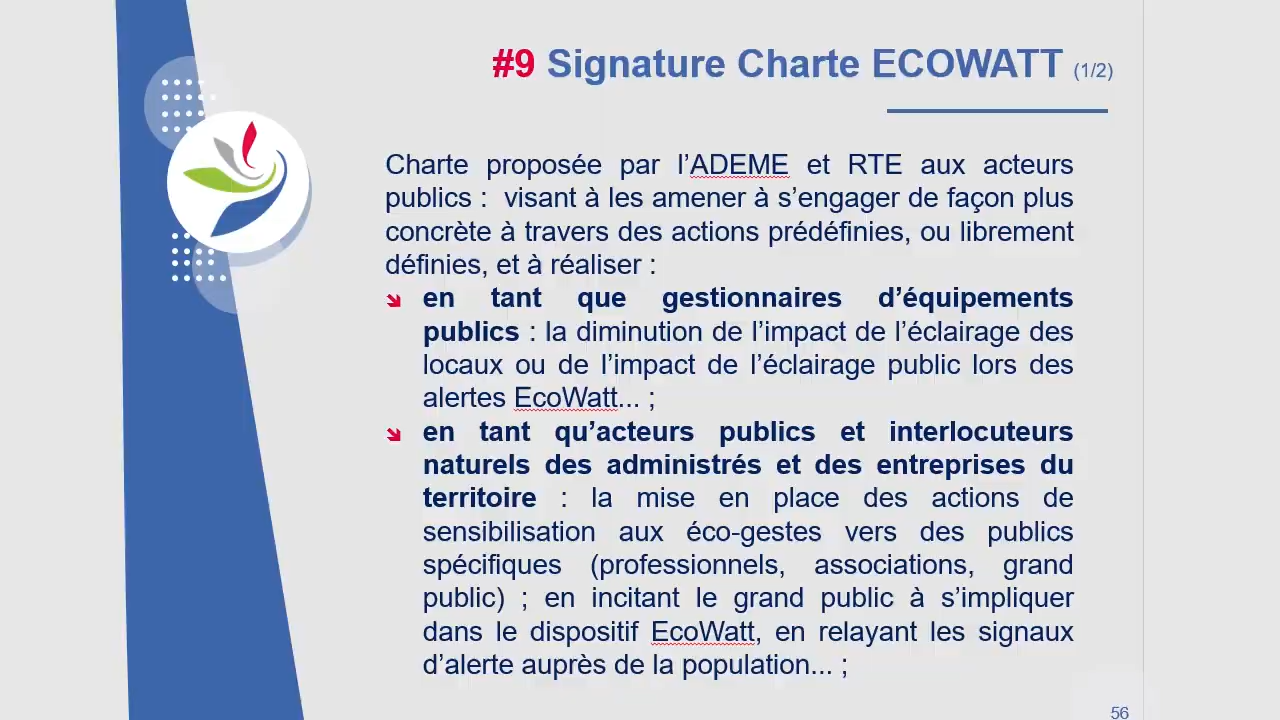 #9 Signature Charte ECOWATT (1/2)
Charte proposée par l’ADEME et RTE aux acteurs
publics : visant à les amener à s’engager de façon plus
concrète à travers des actions prédéfinies, ou librement
définies, et à réaliser :
en tant que gestionnaires d’équipements
publics : la diminution de l’impact de l’éclairage des
locaux ou de l’impact de l’éclairage public lors des
alertes EcoWatt... ;
en tant qu’acteurs publics et interlocuteurs
naturels des administrés et des entreprises du
territoire : la mise en place des actions de
sensibilisation aux éco-gestes vers des publics
spécifiques (professionnels, associations, grand
public) ; en incitant le grand public à s’impliquer
dans le dispositif EcoWatt, en relayant les signaux
d’alerte auprès de la population... ;
56